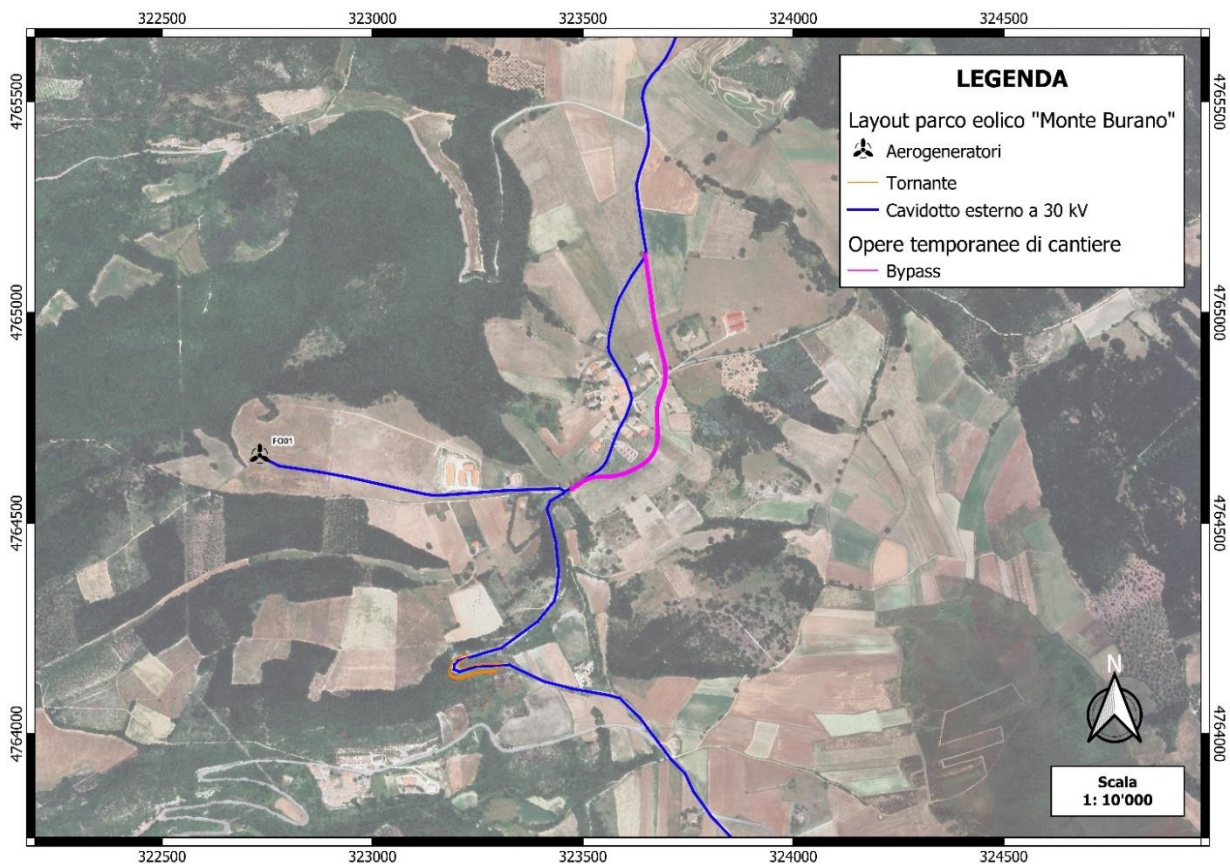 322500 323000 323500 324000 324500
4765500 4765500
4765000 4765000
4764500 4764500
4764000 4764000
LEGENDA
Layout parco eolico "Monte Burano"
Aerogeneratori
Tornante
Cavidotto esterno a 30 kV
Opere temporanee di cantiere
Bypass
FO01
N
Scala
1: 10'000
322500 323000 323500 324000 324500